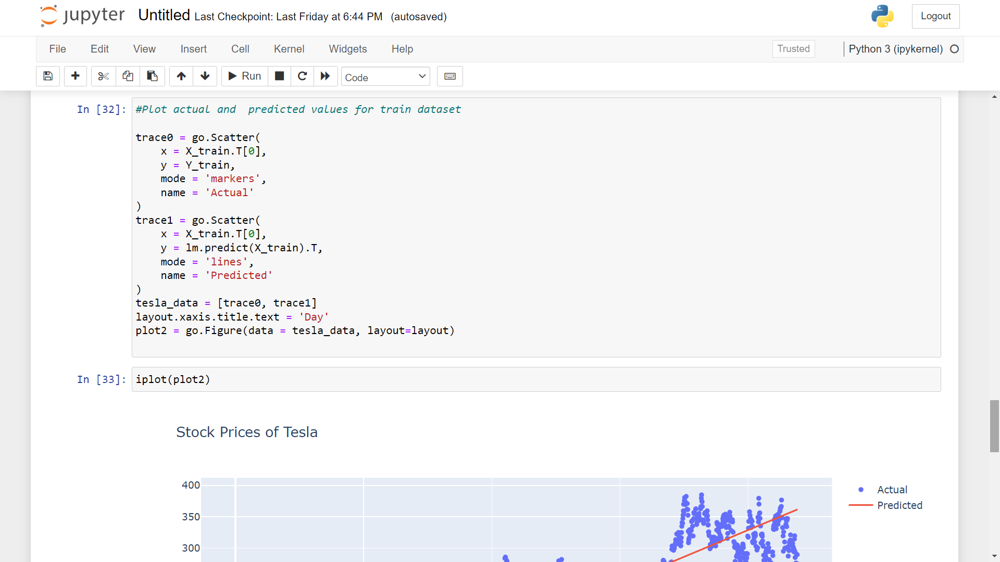 jupyter Untitled Last Checkpoint: Last Friday at 6:44 PM (autosaved) Logout
File Edit View Insert Cell Kernel Widgets Help Trusted Python 3 (ipykernel)
Run Code
In [32]: #Plot actual and  predicted values for train dataset
trace0 = go.Scatter(
    x = X_train.T[0],
    y = Y_train,
    mode = 'markers',
    name = 'Actual'
)
trace1 = go.Scatter(
    x = X_train.T[0],
    y = lm.predict(X_train).T,
    mode = 'lines',
    name = 'Predicted'
)
tesla_data = [trace0, trace1]
layout.xaxis.title.text = 'Day'
plot2 = go.Figure(data = tesla_data, layout=layout)
In [33]: iplot(plot2)
Stock Prices of Tesla
400
350
300
Actual
Predicted